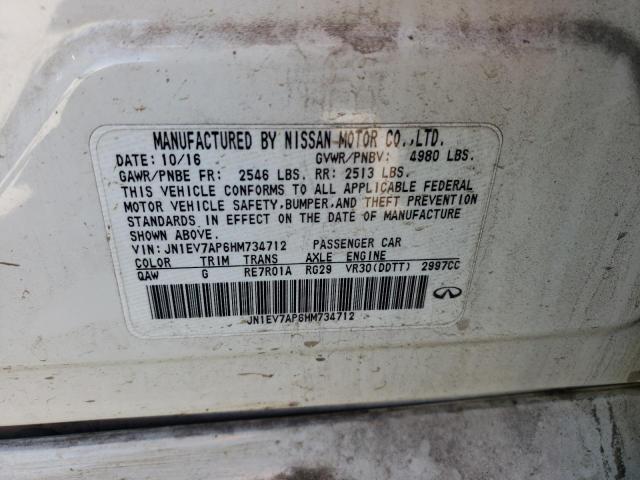 MANUFACTURED BY NISSAN MOTOR CO.,LTD.
DATE: 10/16 GVWR/PNBV: 4980 LBS.
GAWR/PNBE FR: 2546 LBS. RR: 2513 LBS.
THIS VEHICLE CONFORMS TO ALL APPLICABLE FEDERAL
MOTOR VEHICLE SAFETY, BUMPER,AND THEFT PREVENTION
STANDARDS IN EFFECT ON THE DATE OF MANUFACTURE
SHOWN ABOVE.
VIN: JN1EV7AP6HM734712 PASSENGER CAR
COLOR TRIM TRANS AXLE ENGINE
QAW G RE7R01A RG29 VR30(DDTT) 2997CC
JN1EV7AP6HM734712